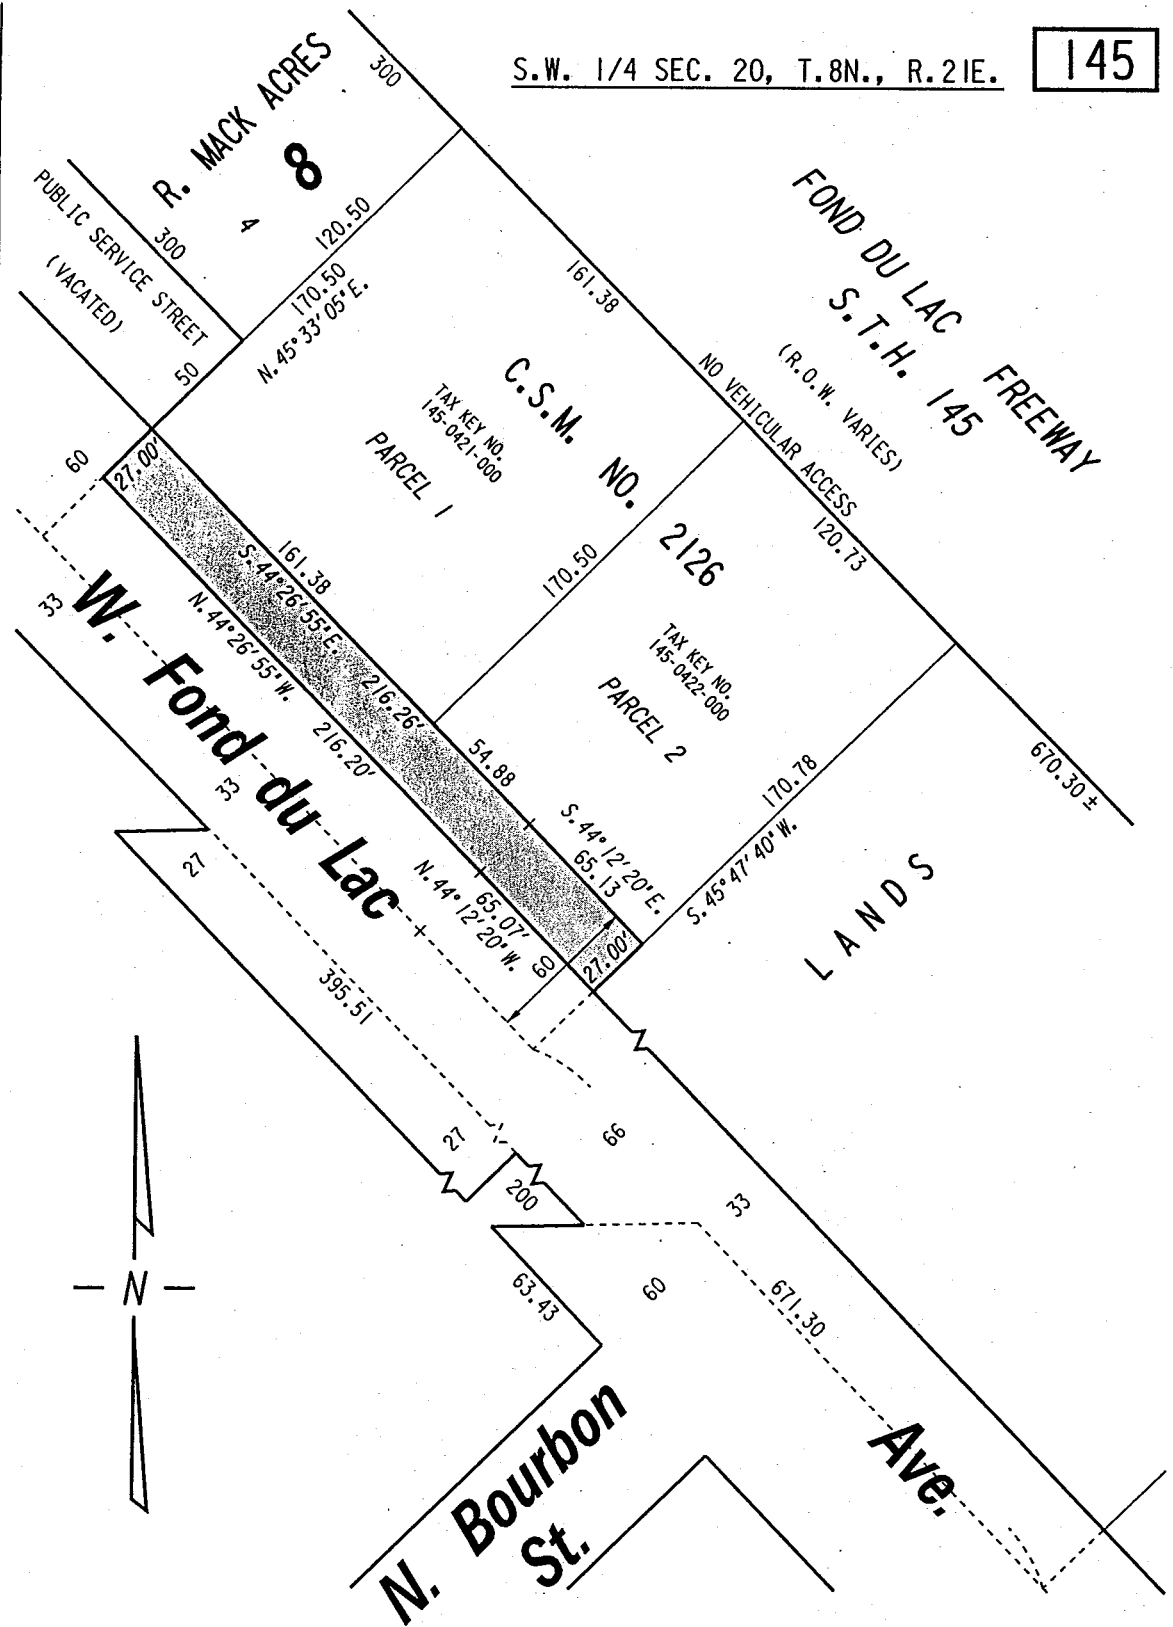 S.W. 1/4 SEC. 20, T.8N., R.21E.
145
R. MACK ACRES
8
4
300
300
PUBLIC SERVICE STREET
(VACATED)
120.50
170.50
N. 45° 33' 05" E.
50
60
27.00'
161.38
FOND DU LAC FREEWAY
S.T.H. 145
(R.O.W. VARIES)
NO VEHICULAR ACCESS
C.S.M. NO. 2126
TAX KEY NO.
145-0421-000
PARCEL 1
120.73
170.50
161.38
S. 44° 26' 55" E.
216.26'
N. 44° 26' 55" W.
216.20'
33
TAX KEY NO.
145-0422-000
PARCEL 2
54.88
170.78
S. 45° 47' 40" W.
670.30 ±
S. 44° 12' 20" E.
65.13
65.07'
N. 44° 12' 20" W.
60
27.00'
LANDS
W. Fond du Lac Ave.
33
27
395.51
27
66
200
33
63.43
60
671.30
N
N. Bourbon
St.